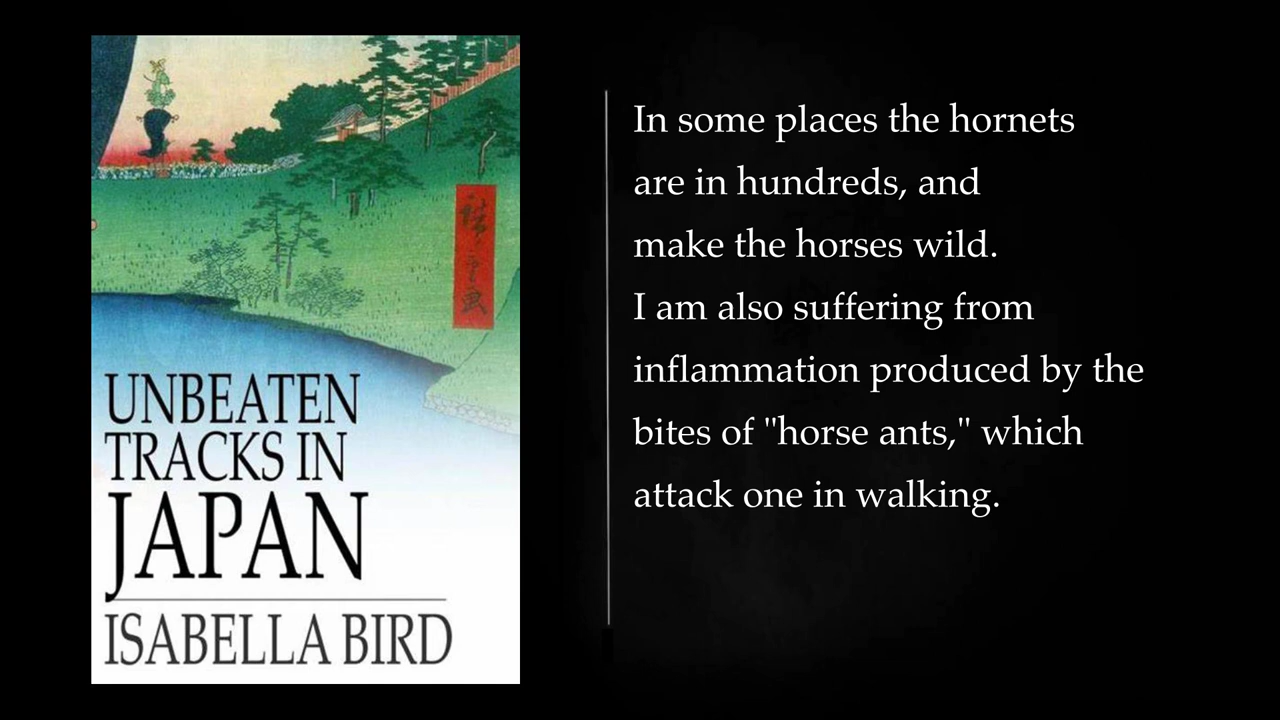 UNBEATEN
TRACKS IN
JAPAN
ISABELLA BIRD
In some places the hornets
are in hundreds, and
make the horses wild.
I am also suffering from
inflammation produced by the
bites of "horse ants," which
attack one in walking.